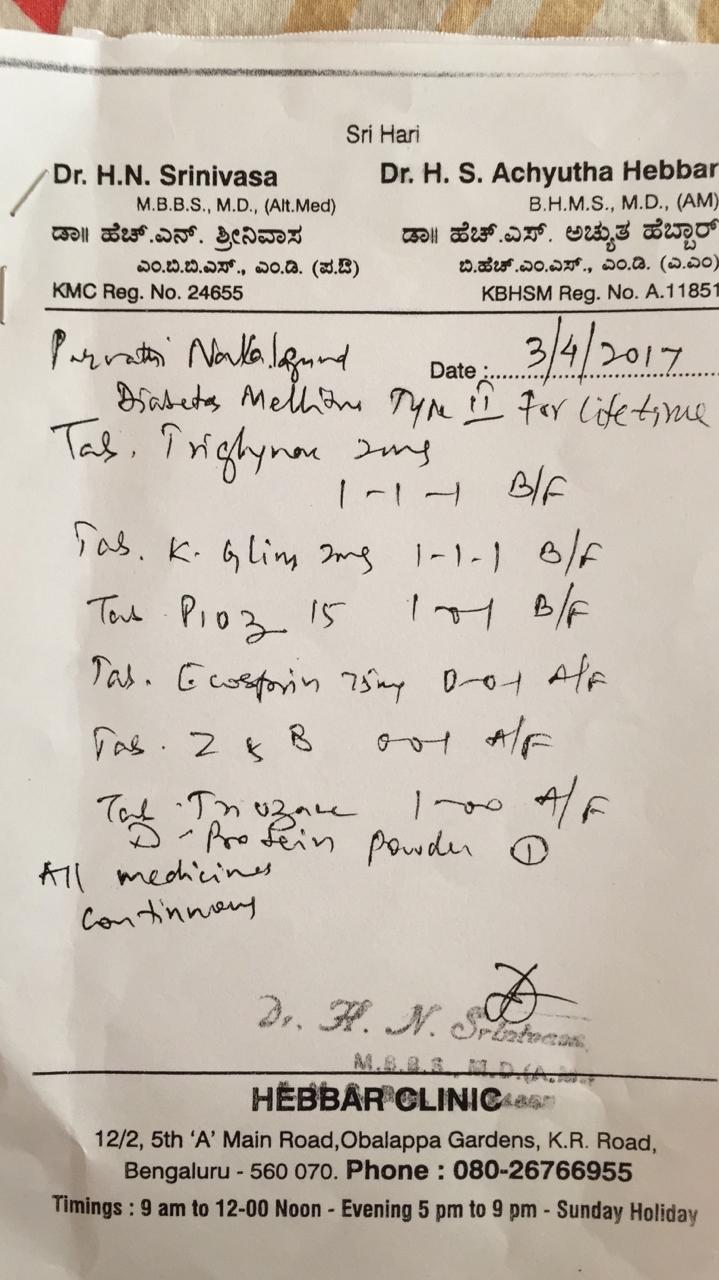 Sri Hari
Dr. H.N. Srinivasa
M.B.B.S., M.D., (Alt.Med)
ಡಾ॥ ಹೆಚ್.ಎನ್. ಶ್ರೀನಿವಾಸ
ಎಂ.ಬಿ.ಬಿ.ಎಸ್., ಎಂ.ಡಿ. (ಪ.ಔ)
KMC Reg. No. 24655
Dr. H. S. Achyutha Hebbar
B.H.M.S., M.D., (AM)
ಡಾ॥ ಹೆಚ್.ಎಸ್. ಅಚ್ಯುತ ಹೆಬ್ಬಾರ್
ಬಿ.ಹೆಚ್.ಎಂ.ಎಸ್., ಎಂ.ಡಿ. (ಎ.ಎಂ)
KBHSM Reg. No. A.11851
Parvathi
Date : 3/4/2017
Diabetes Mellitus Type II For Lifetime
Tab. 2mg
1-1-1 B/F
Tab. K. Glim 2mg 1-1-1 B/F
Tab Pioz 15 1-0-1 B/F
Tab. Ecosprin 75mg 0-0-1 A/F
Tab. Z & B 0-0-1 A/F
Tab. 1-0-0 A/F
D-Protein Powder ①
All medicines
continuous
Dr. H. N. Srinivasa
M.B.B.S., M.D.(A.M.)
HEBBAR CLINIC
12/2, 5th 'A' Main Road,Obalappa Gardens, K.R. Road,
Bengaluru - 560 070. Phone : 080-26766955
Timings : 9 am to 12-00 Noon - Evening 5 pm to 9 pm - Sunday Holiday